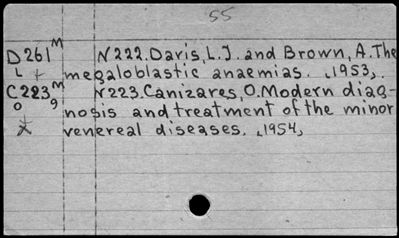 55
D261 M N222. Davis, L.J. and Brown, A. The
L + megaloblastic anaemias. [1953].
C223 M N223. Canizares, O. Modern diag-
O 9 nosis and treatment of the minor
venereal diseases. [1954]